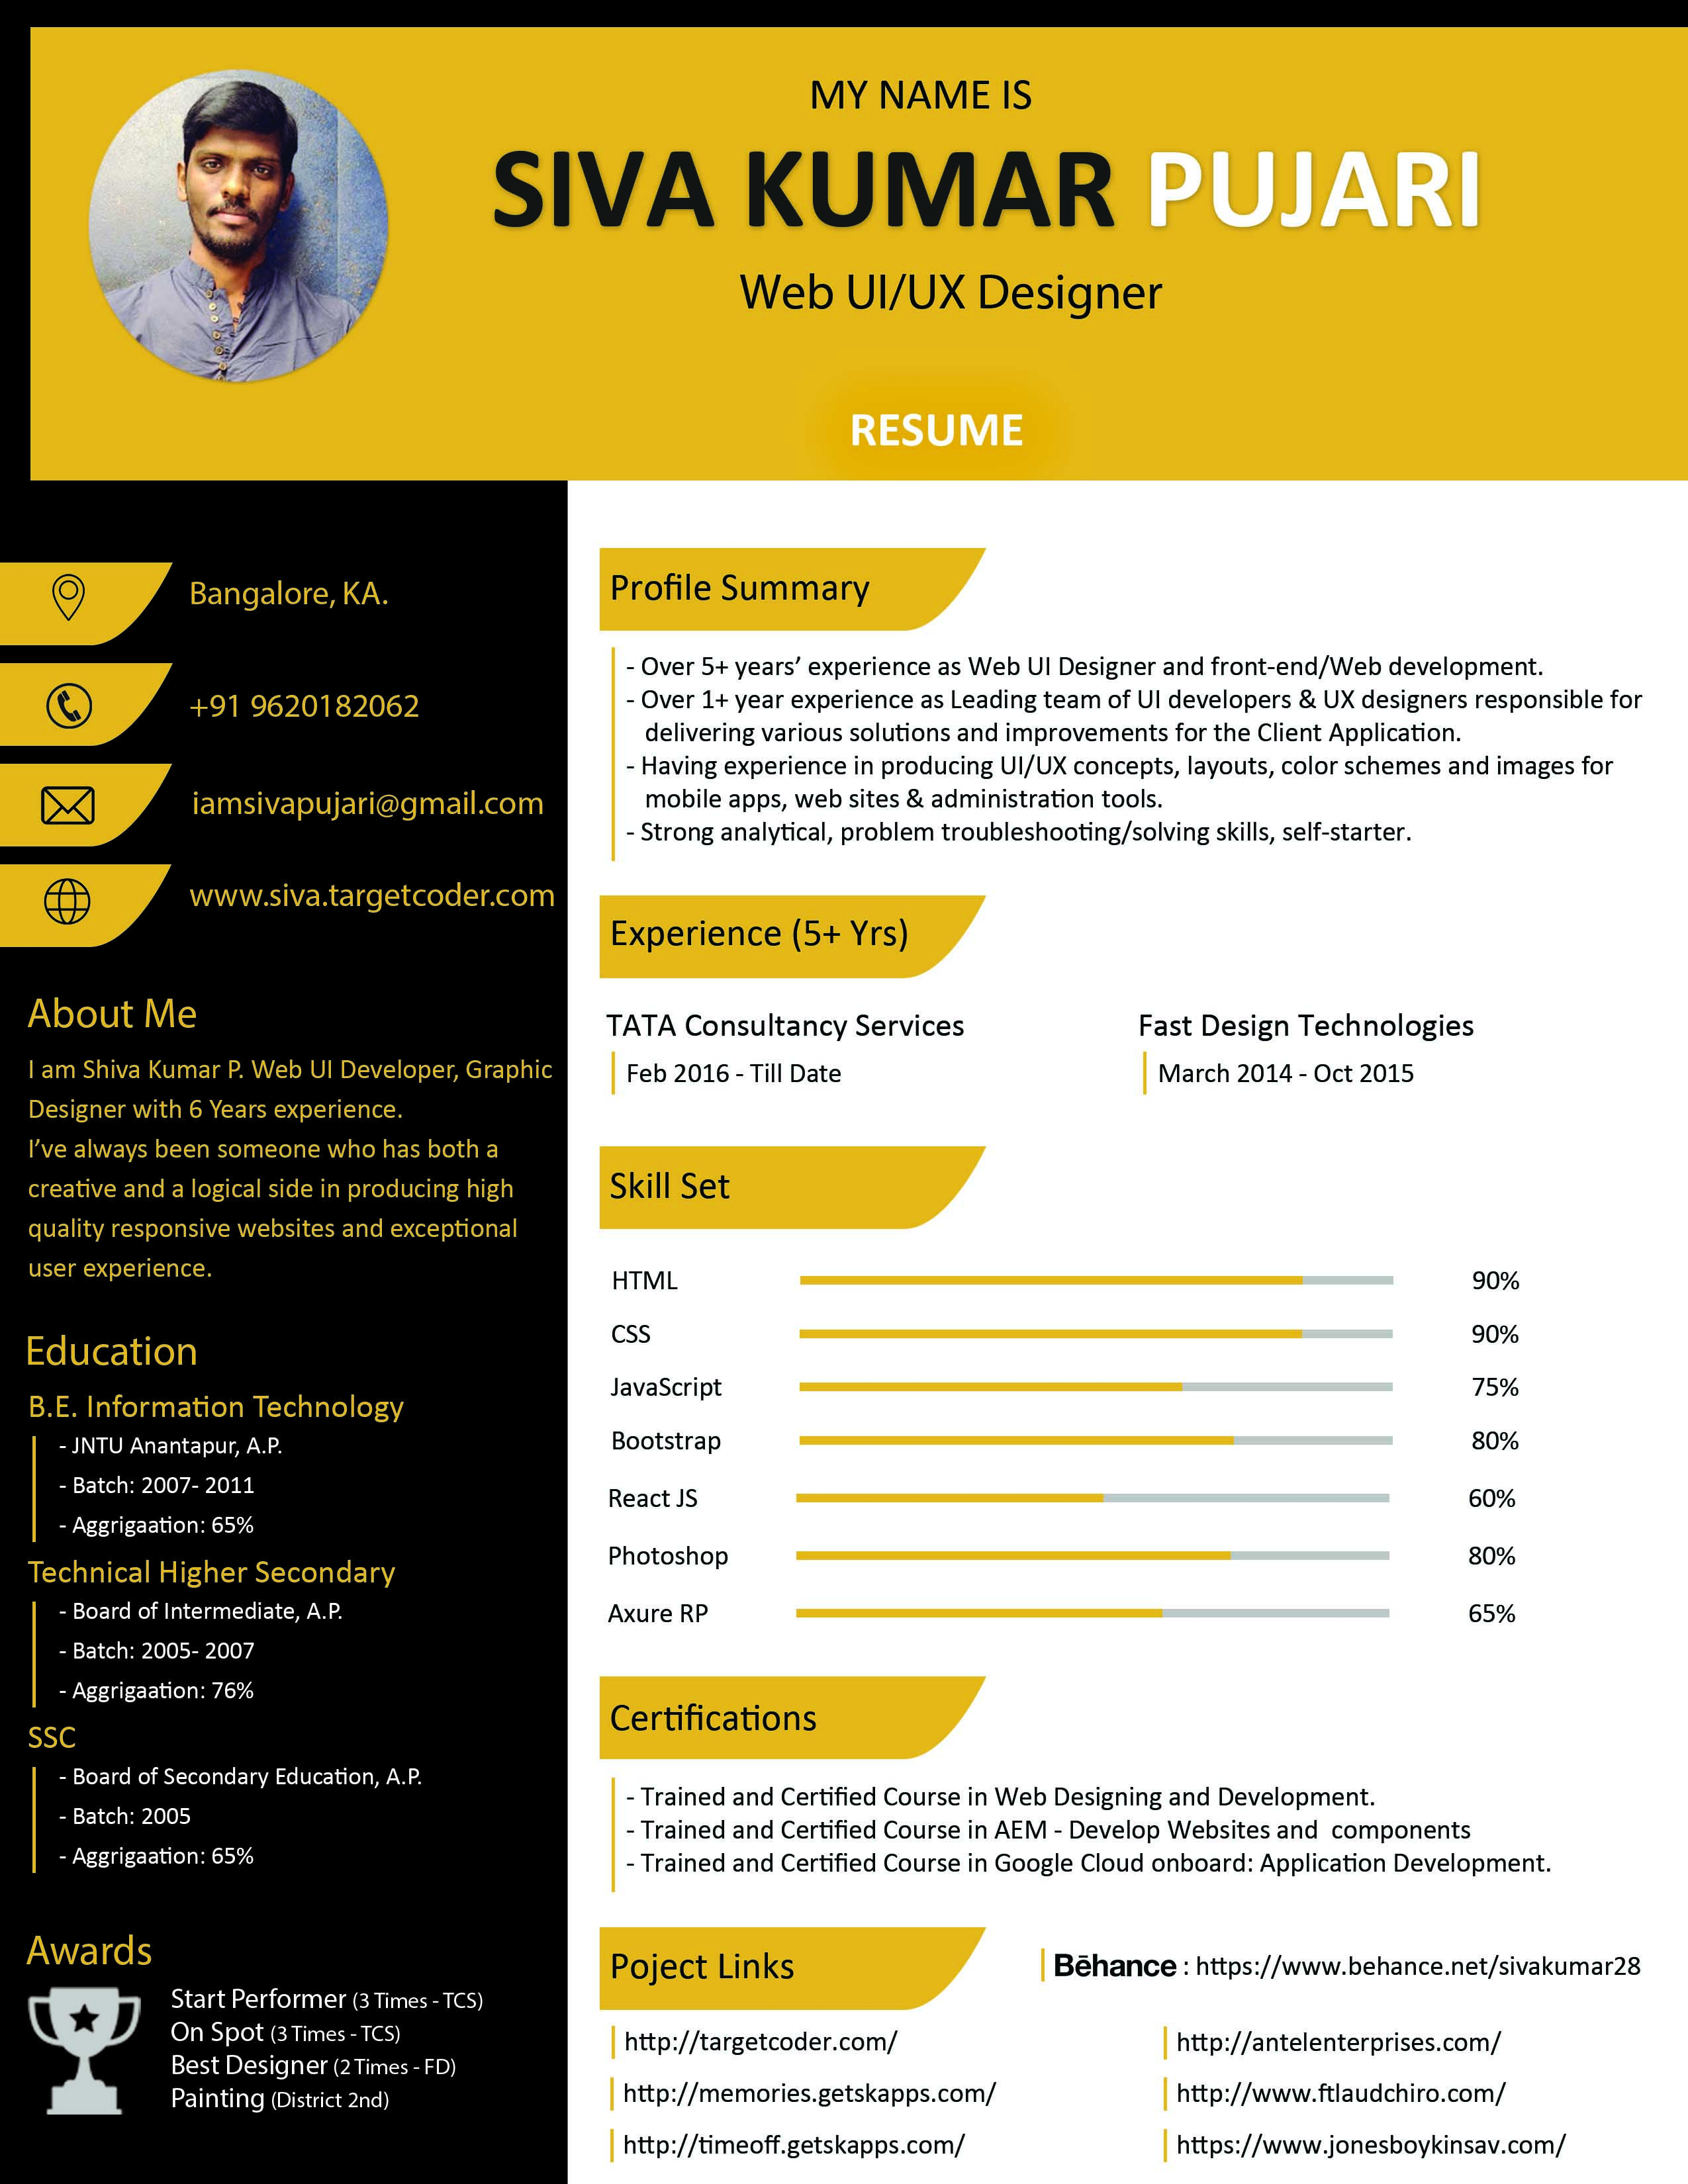 MY NAME IS
SIVA KUMAR PUJARI
Web UI/UX Designer
RESUME
Bangalore, KA.
+91 9620182062
iamsivapujari@gmail.com
www.siva.targetcoder.com
About Me
I am Shiva Kumar P. Web UI Developer, Graphic
Designer with 6 Years experience.
I’ve always been someone who has both a
creative and a logical side in producing high
quality responsive websites and exceptional
user experience.
Education
B.E. Information Technology
- JNTU Anantapur, A.P.
- Batch: 2007- 2011
- Aggrigaation: 65%
Technical Higher Secondary
- Board of Intermediate, A.P.
- Batch: 2005- 2007
- Aggrigaation: 76%
SSC
- Board of Secondary Education, A.P.
- Batch: 2005
- Aggrigaation: 65%
Awards
Start Performer (3 Times - TCS)
On Spot (3 Times - TCS)
Best Designer (2 Times - FD)
Painting (District 2nd)
Profile Summary
- Over 5+ years’ experience as Web UI Designer and front-end/Web development.
- Over 1+ year experience as Leading team of UI developers & UX designers responsible for
delivering various solutions and improvements for the Client Application.
- Having experience in producing UI/UX concepts, layouts, color schemes and images for
mobile apps, web sites & administration tools.
- Strong analytical, problem troubleshooting/solving skills, self-starter.
Experience (5+ Yrs)
TATA Consultancy Services
Feb 2016 - Till Date
Fast Design Technologies
March 2014 - Oct 2015
Skill Set
HTML 90%
CSS 90%
JavaScript 75%
Bootstrap 80%
React JS 60%
Photoshop 80%
Axure RP 65%
Certifications
- Trained and Certified Course in Web Designing and Development.
- Trained and Certified Course in AEM - Develop Websites and  components
- Trained and Certified Course in Google Cloud onboard: Application Development.
Poject Links
Bēhance : https://www.behance.net/sivakumar28
http://targetcoder.com/
http://antelenterprises.com/
http://memories.getskapps.com/
http://www.ftlaudchiro.com/
http://timeoff.getskapps.com/
https://www.jonesboykinsav.com/